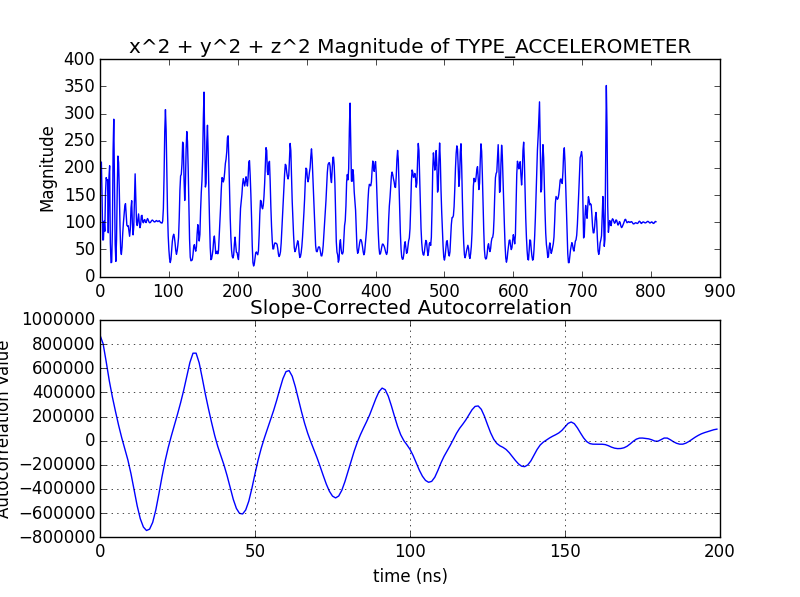 x^2 + y^2 + z^2 Magnitude of TYPE_ACCELEROMETER
400
350
300
250
200
150
100
50
0
Magnitude
0 100 200 300 400 500 600 700 800 900
Slope-Corrected Autocorrelation
1000000
800000
600000
400000
200000
0
−200000
−400000
−600000
−800000
Autocorrelation Value
0 50 100 150 200
time (ns)